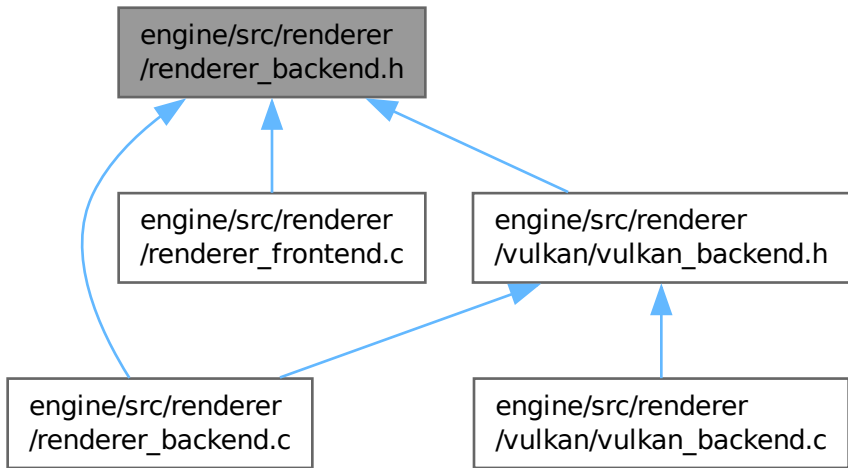 engine/src/renderer
/renderer_backend.h
engine/src/renderer
/renderer_frontend.c
engine/src/renderer
/vulkan/vulkan_backend.h
engine/src/renderer
/renderer_backend.c
engine/src/renderer
/vulkan/vulkan_backend.c